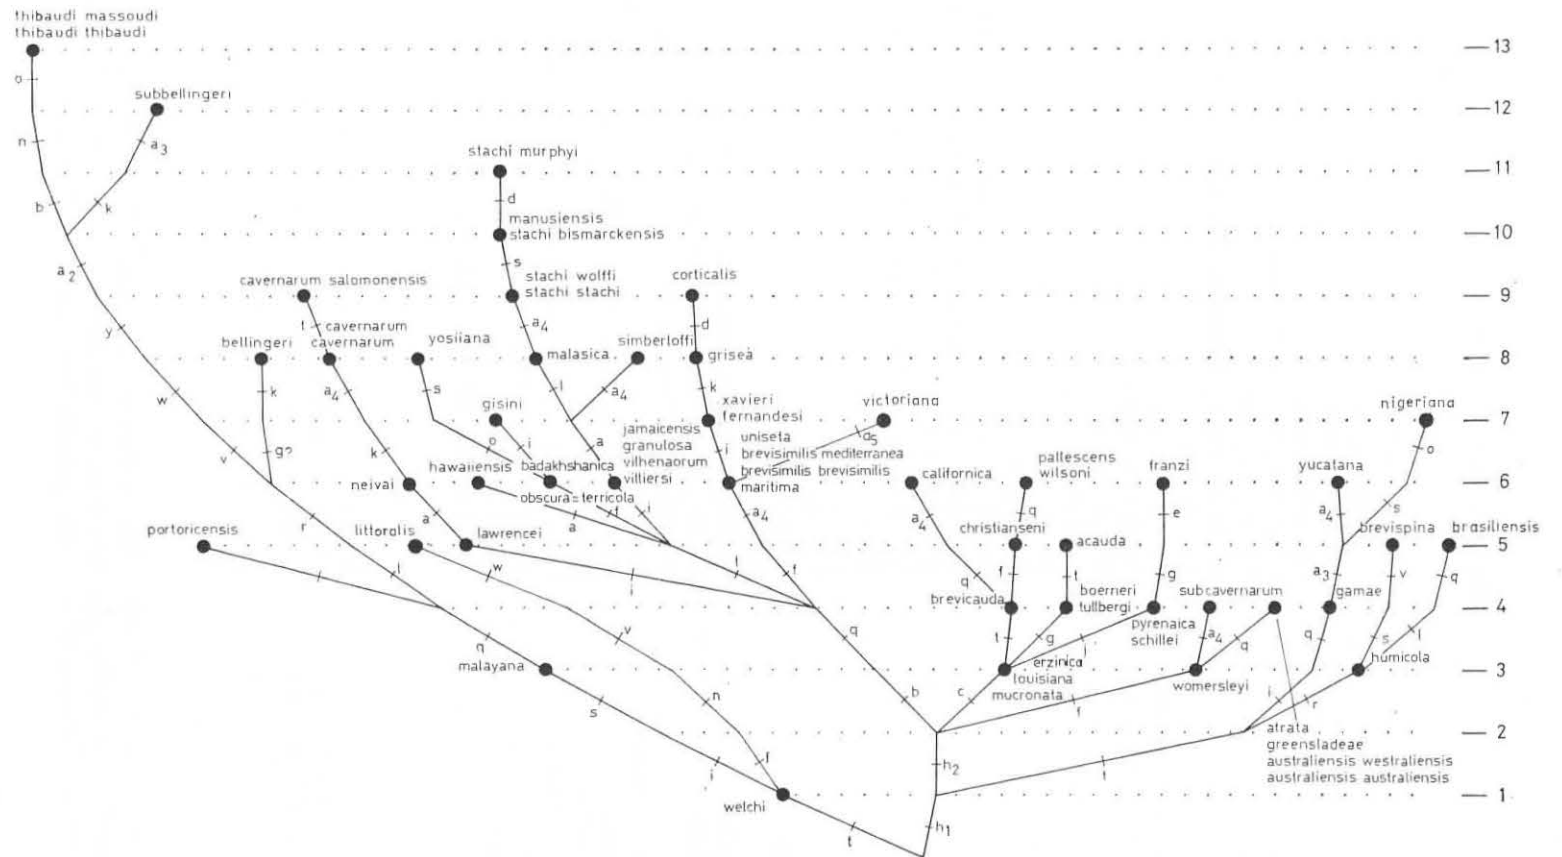 thibaudi massoudi
thibaudi thibaudi
13
o
subbellingeri
12
n
a3
stachi murphyi
11
b
k
d
manusiensis
stachi bismarckensis
10
a2
s
cavernarum salomonensis
stachi wolffi
stachi stachi
corticalis
9
y
t
a4
d
bellingeri
cavernarum
cavernarum
yosiiana
malasica
simberloffi
grisea
8
w
k
a4
s
l
a4
k
gisini
xavieri
fernandesi
victoriana
nigeriana
7
v
g?
k
o
i
a
jamaicensis
granulosa
vilhenaorum
villiersi
i
uniseta
brevisimilis mediterranea
brevisimilis brevisimilis
maritima
a5
o
neivai
hawaiiensis
badakhshanica
californica
pallescens
wilsoni
franzi
yucatana
6
r
a
obscura = terricola
a
f
i
a4
a4
q
e
a4
s
portoricensis
littoralis
lawrencei
christianseni
acauda
brevispina
brasiliensis
5
l
w
i
f
q
f
t
g
a3
v
q
brevicauda
boerneri
tullbergi
pyrenaica
schillei
subcavernarum
gamae
4
q
v
q
t
g
a4
q
q
s
l
malayana
erzinica
louisiana
mucronata
womersleyi
humicola
3
s
n
b
c
f
i
r
2
i
f
h2
atrata
greensladeae
australiensis westraliensis
australiensis australiensis
welchi
1
t
h1